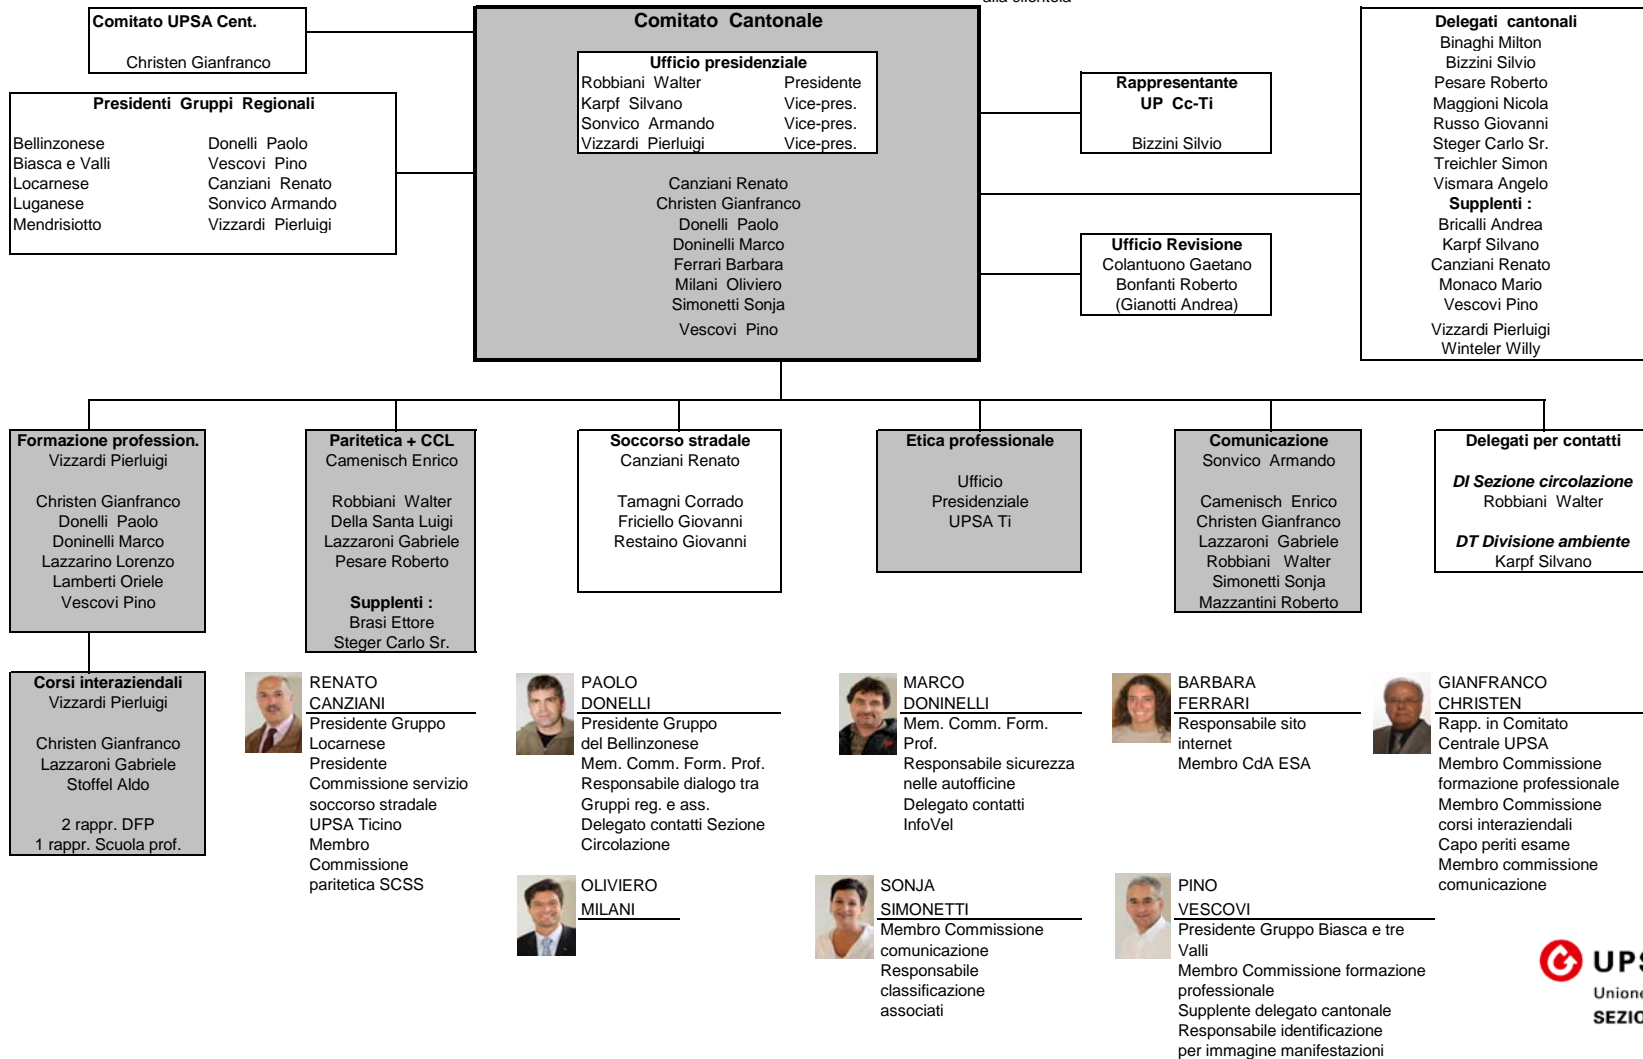 alla clientela
Comitato UPSA Cent.
Christen Gianfranco
Presidenti Gruppi Regionali
Bellinzonese Donelli Paolo
Biasca e Valli Vescovi Pino
Locarnese Canziani Renato
Luganese Sonvico Armando
Mendrisiotto Vizzardi Pierluigi
Comitato Cantonale
Ufficio presidenziale
Robbiani Walter Presidente
Karpf Silvano Vice-pres.
Sonvico Armando Vice-pres.
Vizzardi Pierluigi Vice-pres.
Canziani Renato
Christen Gianfranco
Donelli Paolo
Doninelli Marco
Ferrari Barbara
Milani Oliviero
Simonetti Sonja
Vescovi Pino
Rappresentante
UP Cc-Ti
Bizzini Silvio
Ufficio Revisione
Colantuono Gaetano
Bonfanti Roberto
(Gianotti Andrea)
Delegati cantonali
Binaghi Milton
Bizzini Silvio
Pesare Roberto
Maggioni Nicola
Russo Giovanni
Steger Carlo Sr.
Treichler Simon
Vismara Angelo
Supplenti :
Bricalli Andrea
Karpf Silvano
Canziani Renato
Monaco Mario
Vescovi Pino
Vizzardi Pierluigi
Winteler Willy
Formazione profession.
Vizzardi Pierluigi
Christen Gianfranco
Donelli Paolo
Doninelli Marco
Lazzarino Lorenzo
Lamberti Oriele
Vescovi Pino
Paritetica + CCL
Camenisch Enrico
Robbiani Walter
Della Santa Luigi
Lazzaroni Gabriele
Pesare Roberto
Supplenti :
Brasi Ettore
Steger Carlo Sr.
Soccorso stradale
Canziani Renato
Tamagni Corrado
Friciello Giovanni
Restaino Giovanni
Etica professionale
Ufficio
Presidenziale
UPSA Ti
Comunicazione
Sonvico Armando
Camenisch Enrico
Christen Gianfranco
Lazzaroni Gabriele
Robbiani Walter
Simonetti Sonja
Mazzantini Roberto
Delegati per contatti
DI Sezione circolazione
Robbiani Walter
DT Divisione ambiente
Karpf Silvano
Corsi interaziendali
Vizzardi Pierluigi
Christen Gianfranco
Lazzaroni Gabriele
Stoffel Aldo
2 rappr. DFP
1 rappr. Scuola prof.
RENATO
CANZIANI
Presidente Gruppo
Locarnese
Presidente
Commissione servizio
soccorso stradale
UPSA Ticino
Membro
Commissione
paritetica SCSS
PAOLO
DONELLI
Presidente Gruppo
del Bellinzonese
Mem. Comm. Form. Prof.
Responsabile dialogo tra
Gruppi reg. e ass.
Delegato contatti Sezione
Circolazione
MARCO
DONINELLI
Mem. Comm. Form.
Prof.
Responsabile sicurezza
nelle autofficine
Delegato contatti
InfoVel
BARBARA
FERRARI
Responsabile sito
internet
Membro CdA ESA
GIANFRANCO
CHRISTEN
Rapp. in Comitato
Centrale UPSA
Membro Commissione
formazione professionale
Membro Commissione
corsi interaziendali
Capo periti esame
Membro commissione
comunicazione
OLIVIERO
MILANI
SONJA
SIMONETTI
Membro Commissione
comunicazione
Responsabile
classificazione
associati
PINO
VESCOVI
Presidente Gruppo Biasca e tre
Valli
Membro Commissione formazione
professionale
Supplente delegato cantonale
Responsabile identificazione
per immagine manifestazioni
UPS
Unione
SEZIO